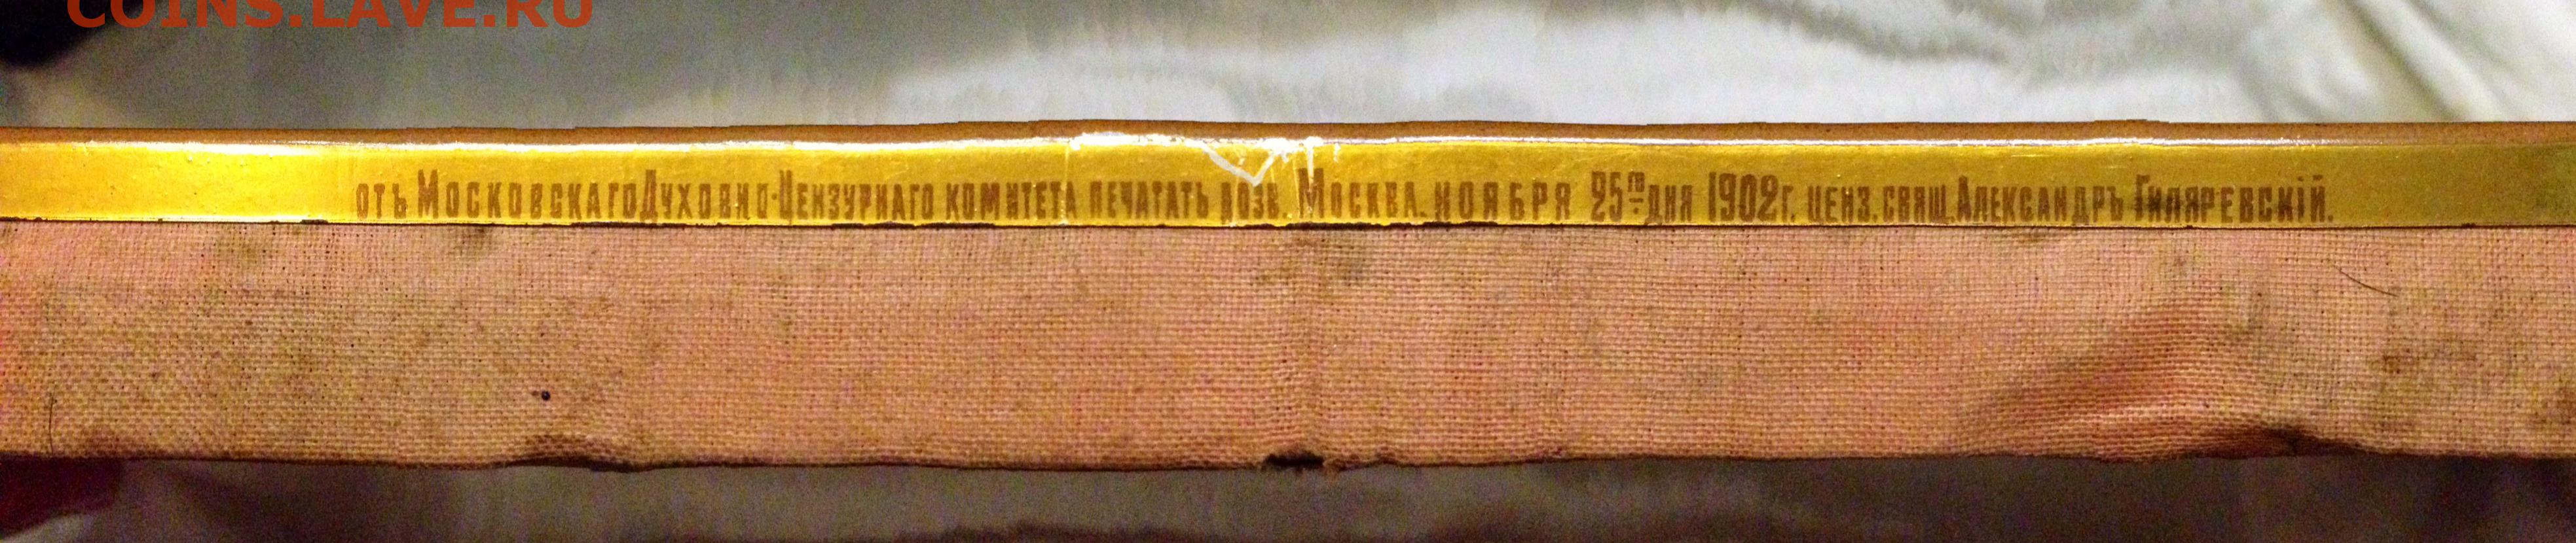 COINS.LAVE.RU
отъ Московскаго Духовно-Цензурнаго комитета печатать дозв. Москва. ноября 25го дня 1902г. ценз. свящ. Александръ Гиляревскій.